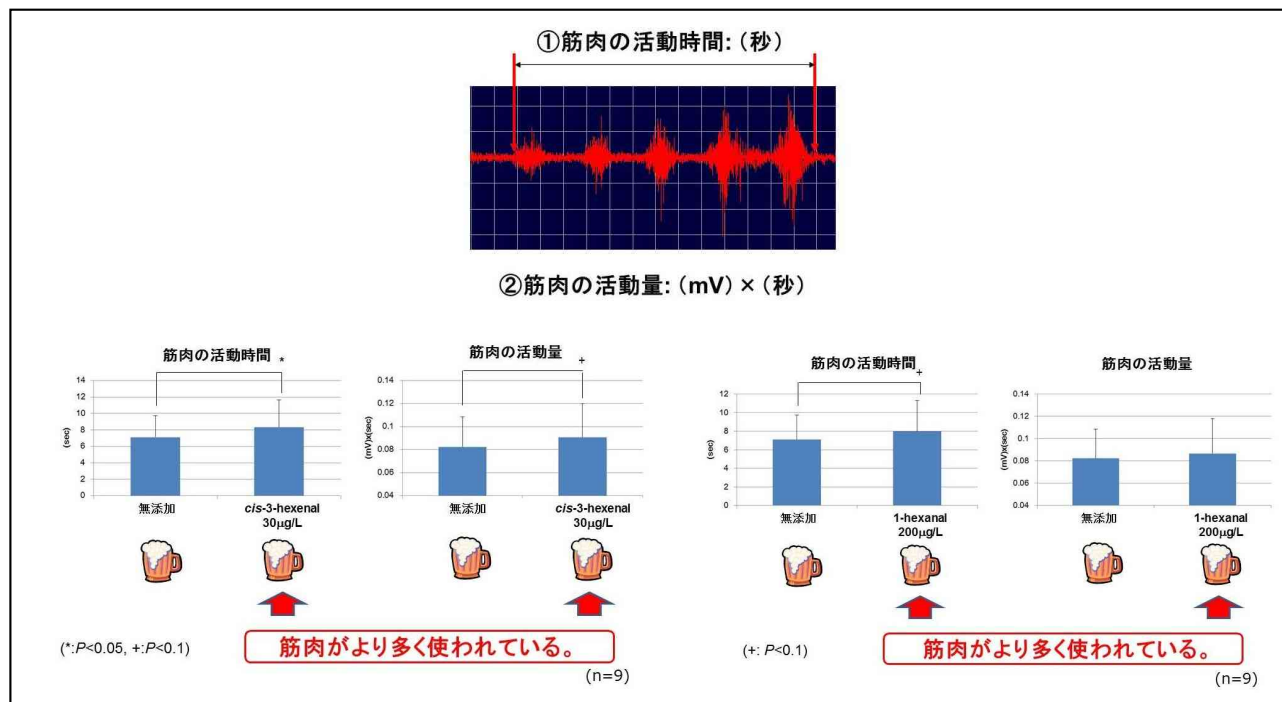 ①筋肉の活動時間:(秒)
②筋肉の活動量:(mV)×(秒)
筋肉の活動時間
*
(sec)
14
12
10
8
6
4
2
0
無添加
cis-3-hexenal
30μg/L
筋肉の活動量
+
(mV)x(sec)
0.14
0.12
0.1
0.08
0.06
0.04
無添加
cis-3-hexenal
30μg/L
(*:P<0.05, +:P<0.1)
筋肉がより多く使われている。
(n=9)
筋肉の活動時間
+
(sec)
12
10
8
6
4
2
0
無添加
1-hexanal
200μg/L
筋肉の活動量
(mV)x(sec)
0.14
0.12
0.1
0.08
0.06
0.04
無添加
1-hexanal
200μg/L
(+: P<0.1)
筋肉がより多く使われている。
(n=9)